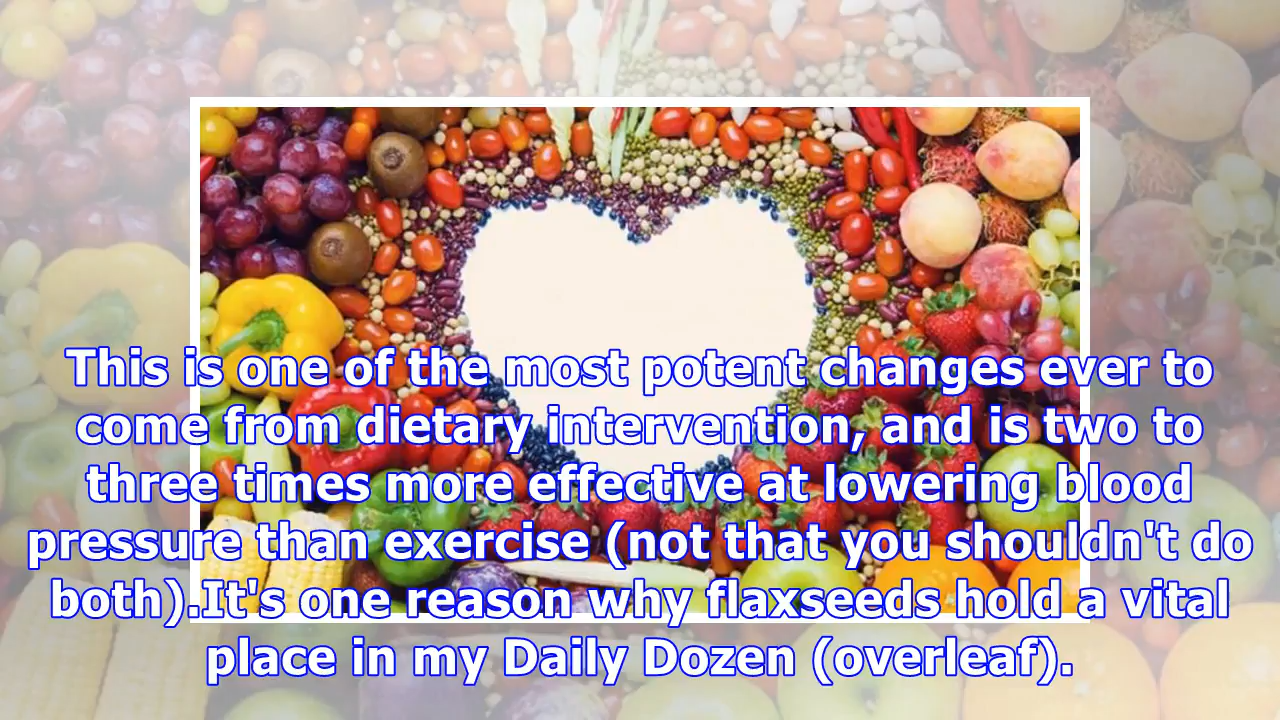 This is one of the most potent changes ever to
come from dietary intervention, and is two to
three times more effective at lowering blood
pressure than exercise (not that you shouldn't do
both).It's one reason why flaxseeds hold a vital
place in my Daily Dozen (overleaf).